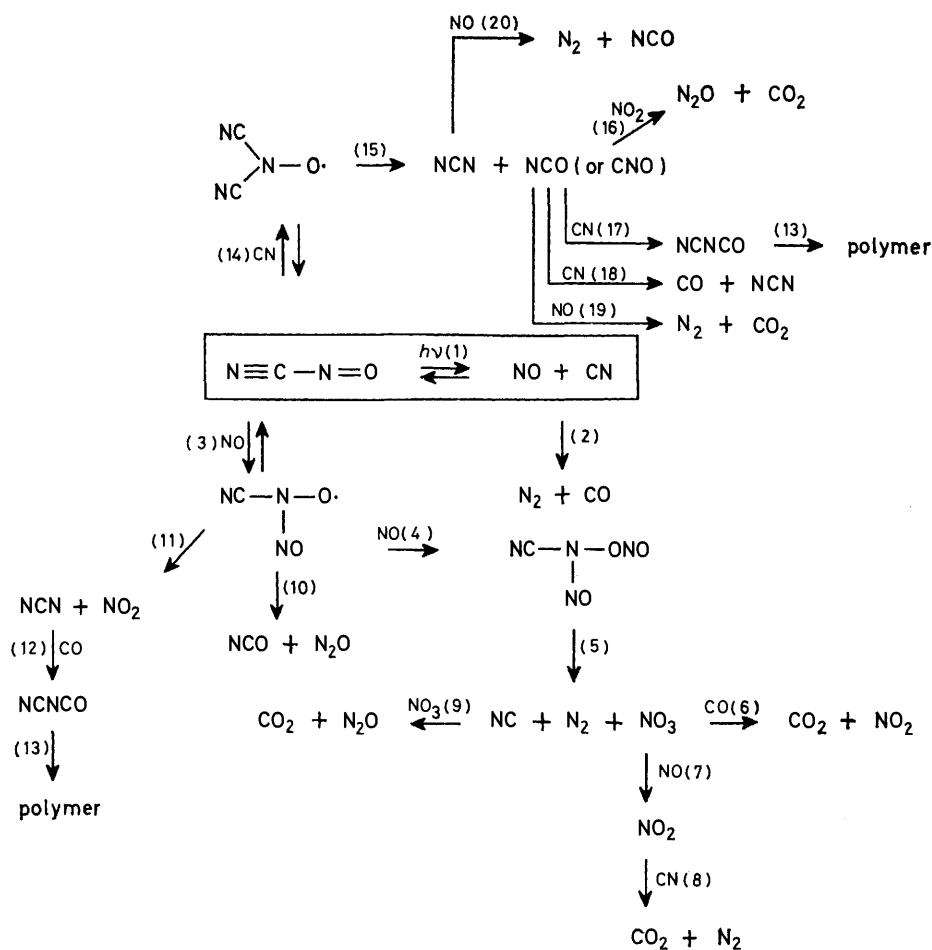 NO (20)
N₂ + NCO
NO₂
(16)
N₂O + CO₂
NC
NC
N — O·
(15)
NCN + NCO (or CNO)
CN (17)
NCNCO
(13)
polymer
CN (18)
CO + NCN
NO (19)
N₂ + CO₂
(14) CN
N≡C—N=O
hν(1)
NO + CN
(3) NO
(2)
NC—N—O·
NO
N₂ + CO
(11)
NO(4)
NC—N—ONO
NO
(10)
NCN + NO₂
NCO + N₂O
(5)
(12) CO
NCNCO
CO₂ + N₂O
NO₃(9)
NC + N₂ + NO₃
CO(6)
CO₂ + NO₂
(13)
NO(7)
polymer
NO₂
CN(8)
CO₂ + N₂